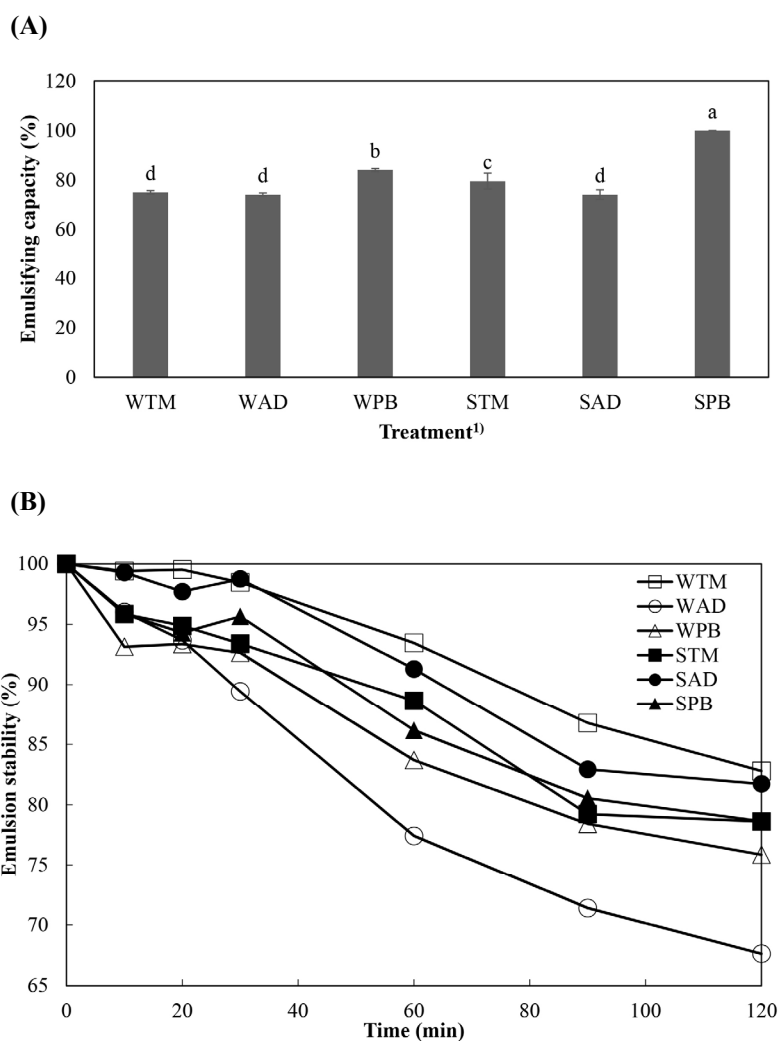 (A)
120
100
80
60
40
20
0
Emulsifying capacity (%)
d
d
b
c
d
a
WTM WAD WPB STM SAD SPB
Treatment1)
(B)
100
95
90
85
80
75
70
65
Emulsion stability (%)
WTM
WAD
WPB
STM
SAD
SPB
0 20 40 60 80 100 120
Time (min)